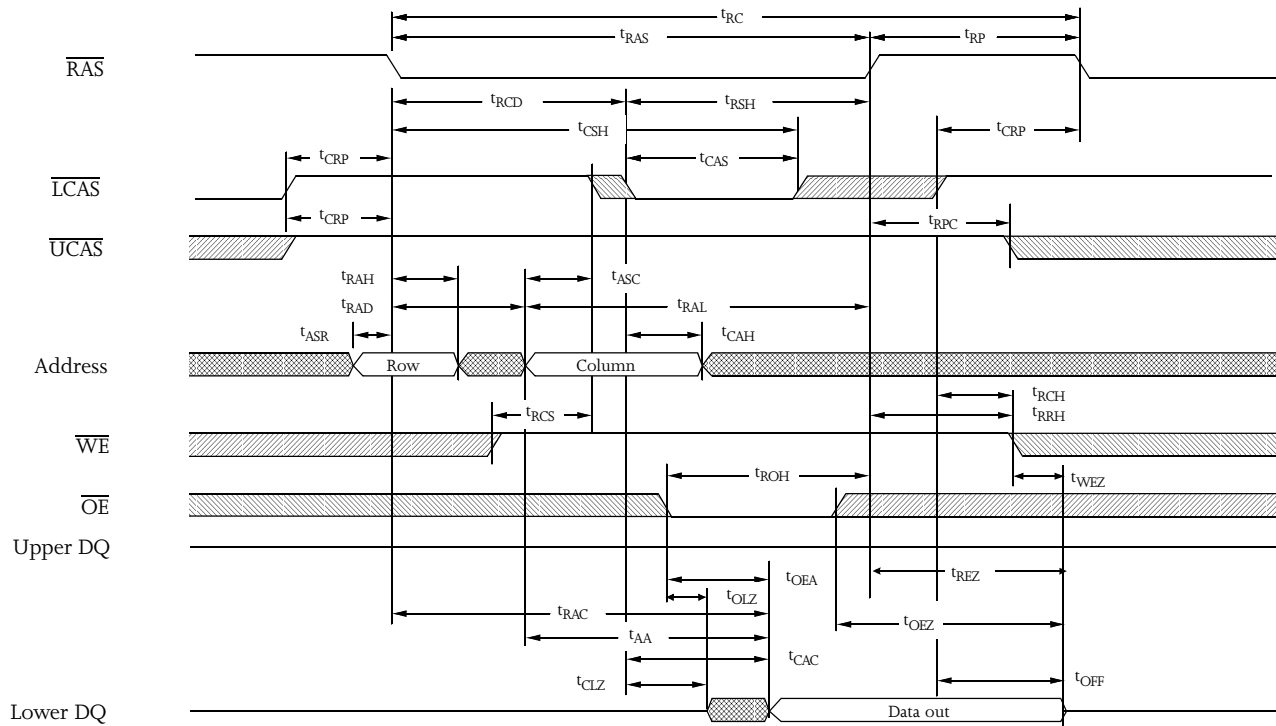 tRC
tRAS
tRP
RAS
tRCD
tRSH
tCSH
tCRP
tCRP
tCAS
LCAS
tCRP
tRPC
UCAS
tRAH
tASC
tRAD
tRAL
tASR
tCAH
Address
Row
Column
tRCH
tRCS
tRRH
WE
tROH
tWEZ
OE
Upper DQ
tOEA
tREZ
tOLZ
tRAC
tOEZ
tAA
tCAC
tCLZ
tOFF
Lower DQ
Data out